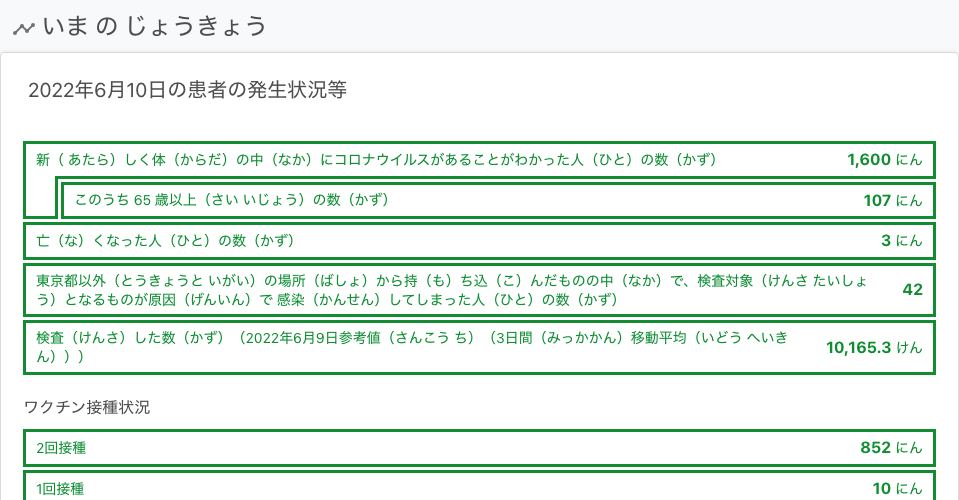 いま の じょうきょう
2022年6月10日の患者の発生状況等
新（ あたら）しく体（からだ）の中（なか）にコロナウイルスがあることがわかった人（ひと）の数（かず） 1,600 にん
このうち 65 歳以上（さい いじょう）の数（かず） 107 にん
亡（な）くなった人（ひと）の数（かず） 3 にん
東京都以外（とうきょうと いがい）の場所（ばしょ）から持（も）ち込（こ）んだものの中（なか）で、検査対象（けんさ たいしょ
う）となるものが原因（げんいん）で 感染（かんせん）してしまった人（ひと）の数（かず） 42
検査（けんさ）した数（かず）（2022年6月9日参考値（さんこう ち）（3日間（みっかかん）移動平均（いどう へいき
ん））） 10,165.3 けん
ワクチン接種状況
2回接種 852 にん
1回接種 10 にん